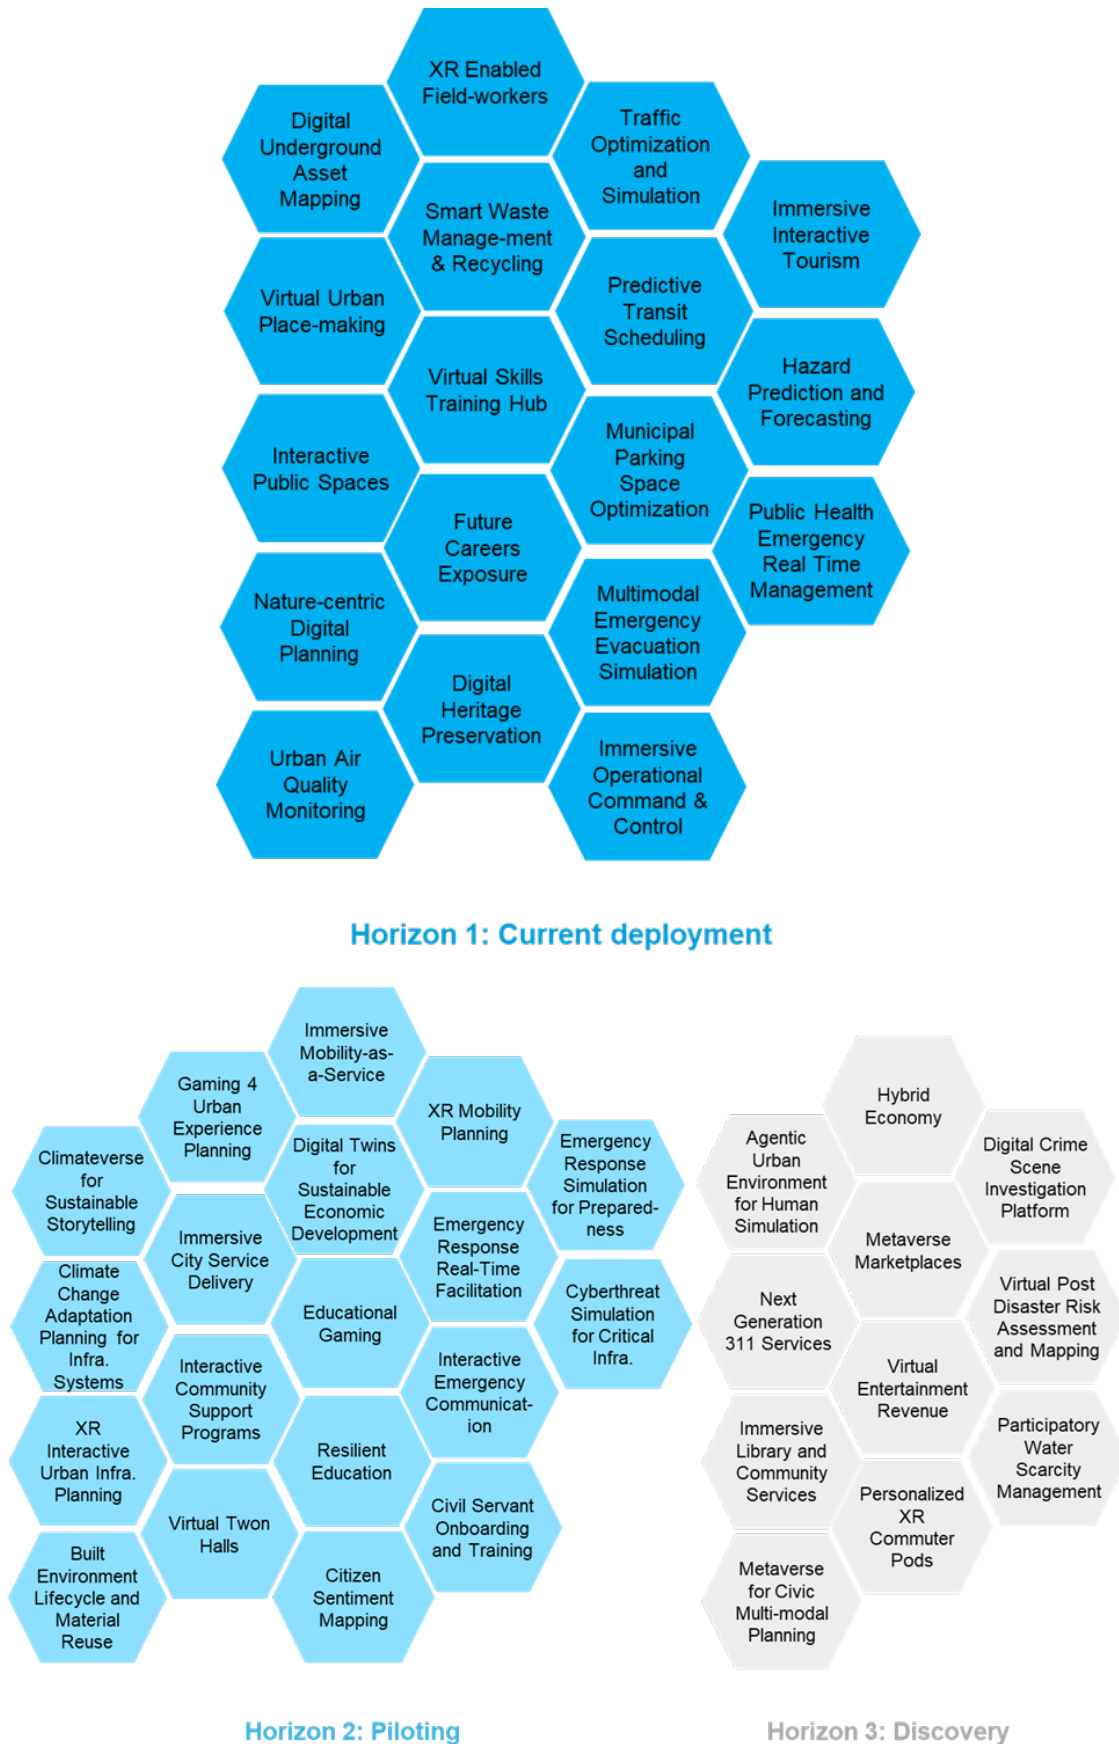 XR Enabled
Field-workers
Digital
Underground
Asset
Mapping
Traffic
Optimization
and
Simulation
Smart Waste
Manage-ment
& Recycling
Immersive
Interactive
Tourism
Virtual Urban
Place-making
Predictive
Transit
Scheduling
Virtual Skills
Training Hub
Hazard
Prediction and
Forecasting
Interactive
Public Spaces
Municipal
Parking
Space
Optimization
Future
Careers
Exposure
Public Health
Emergency
Real Time
Management
Nature-centric
Digital
Planning
Multimodal
Emergency
Evacuation
Simulation
Digital
Heritage
Preservation
Urban Air
Quality
Monitoring
Immersive
Operational
Command &
Control
Horizon 1: Current deployment
Immersive
Mobility-as-
a-Service
Gaming 4
Urban
Experience
Planning
XR Mobility
Planning
Climateverse
for
Sustainable
Storytelling
Digital Twins
for
Sustainable
Economic
Development
Emergency
Response
Simulation
for Prepared-
ness
Immersive
City Service
Delivery
Emergency
Response
Real-Time
Facilitation
Climate
Change
Adaptation
Planning for
Infra.
Systems
Educational
Gaming
Cyberthreat
Simulation
for Critical
Infra.
Interactive
Community
Support
Programs
Interactive
Emergency
Communicat-
ion
XR
Interactive
Urban Infra.
Planning
Resilient
Education
Virtual Twon
Halls
Civil Servant
Onboarding
and Training
Built
Environment
Lifecycle and
Material
Reuse
Citizen
Sentiment
Mapping
Horizon 2: Piloting
Hybrid
Economy
Agentic
Urban
Environment
for Human
Simulation
Digital Crime
Scene
Investigation
Platform
Metaverse
Marketplaces
Next
Generation
311 Services
Virtual Post
Disaster Risk
Assessment
and Mapping
Virtual
Entertainment
Revenue
Immersive
Library and
Community
Services
Participatory
Water
Scarcity
Management
Personalized
XR
Commuter
Pods
Metaverse
for Civic
Multi-modal
Planning
Horizon 3: Discovery